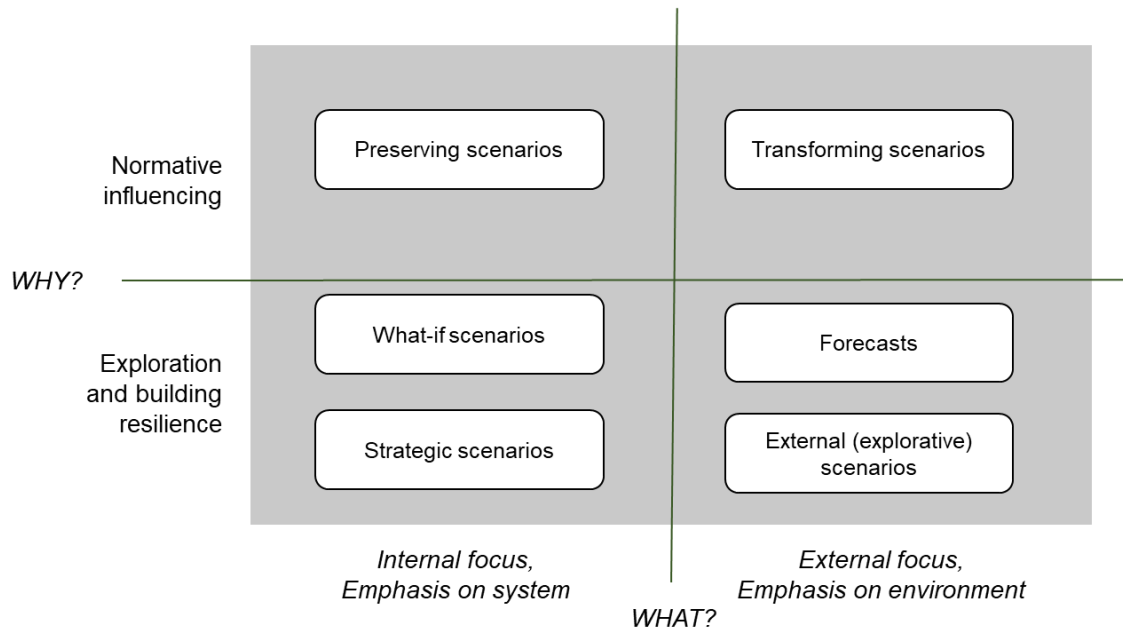 Normative
influencing
Preserving scenarios
Transforming scenarios
WHY?
Exploration
and building
resilience
What-if scenarios
Forecasts
Strategic scenarios
External (explorative)
scenarios
Internal focus,
Emphasis on system
External focus,
Emphasis on environment
WHAT?